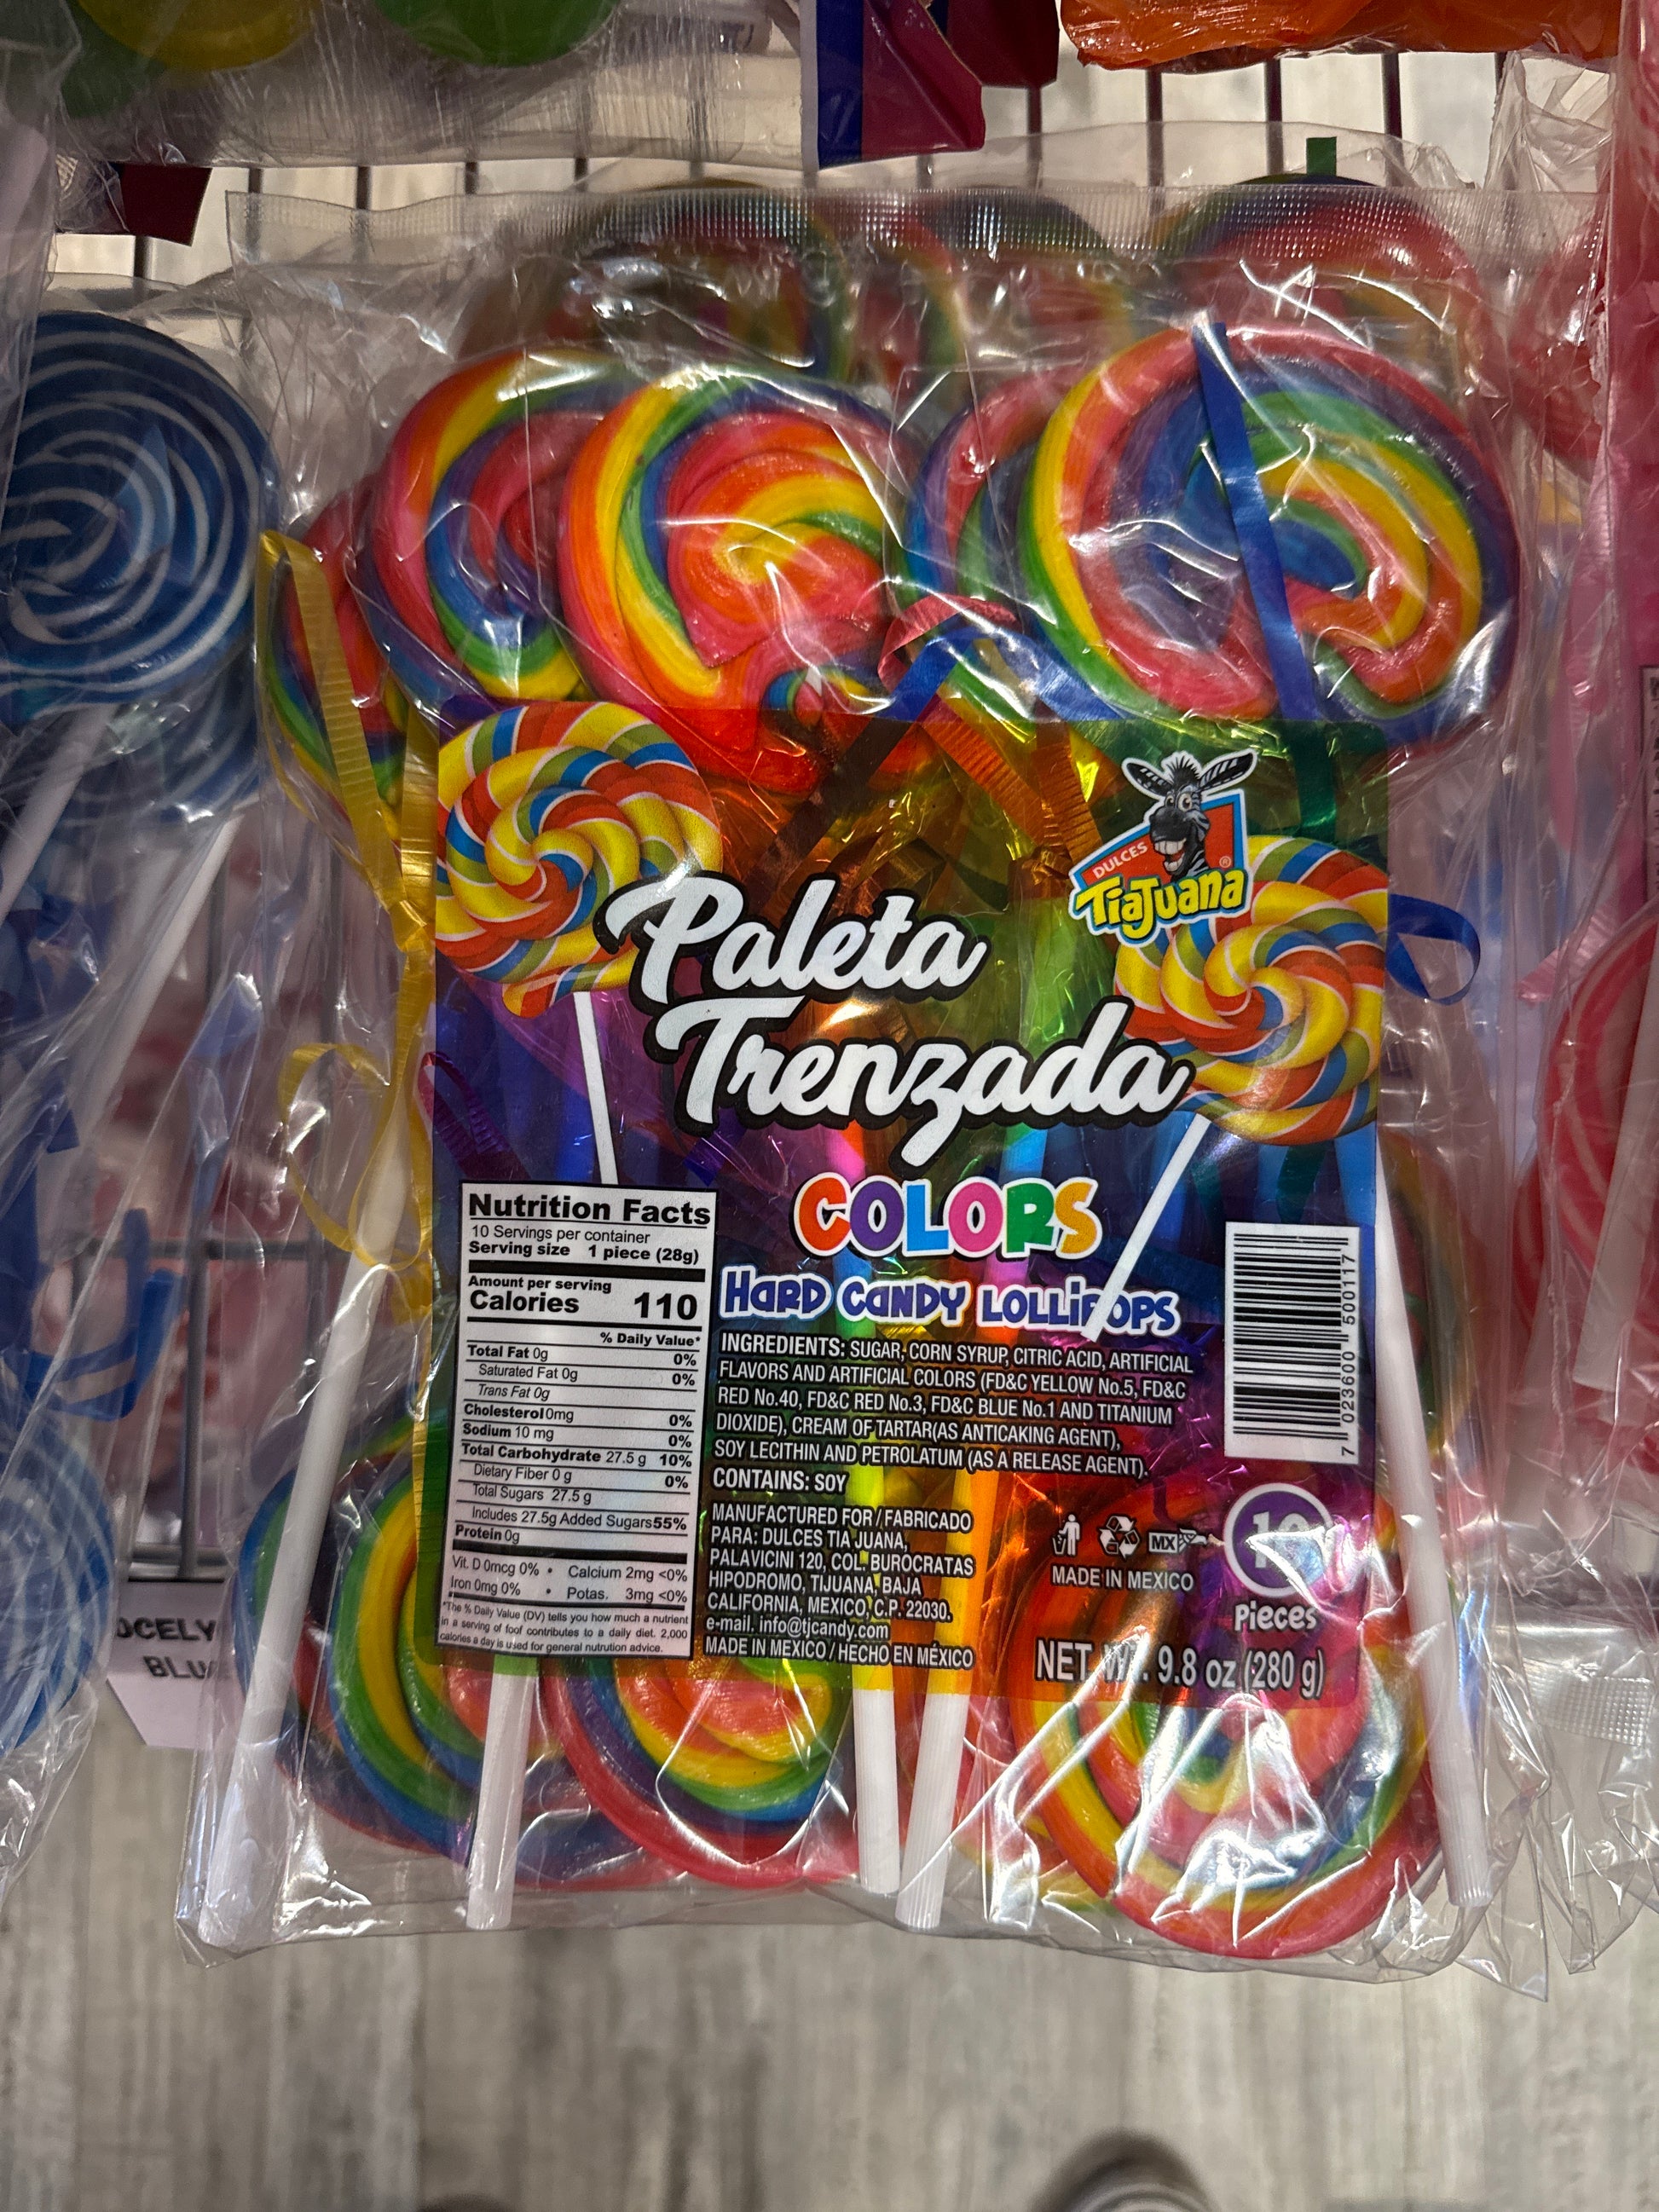 DULCES
TiaJuana
Paleta
Trenzada
COLORS
HARD CANDY LOLLIPOPS
Nutrition Facts
10 Servings per container
Serving size 1 piece (28g)
Amount per serving
Calories 110
% Daily Value*
Total Fat 0g 0%
Saturated Fat 0g 0%
Trans Fat 0g
Cholesterol 0mg 0%
Sodium 10 mg 0%
Total Carbohydrate 27.5 g 10%
Dietary Fiber 0 g 0%
Total Sugars 27.5 g
Includes 27.5g Added Sugars 55%
Protein 0g
Vit. D 0mcg 0% • Calcium 2mg <0%
Iron 0mg 0% • Potas. 3mg <0%
*The % Daily Value (DV) tells you how much a nutrient
in a serving of foof contributes to a daily diet. 2,000
calories a day is used for general nutrution advice.
INGREDIENTS: SUGAR, CORN SYRUP, CITRIC ACID, ARTIFICIAL
FLAVORS AND ARTIFICIAL COLORS (FD&C YELLOW No.5, FD&C
RED No.40, FD&C RED No.3, FD&C BLUE No.1 AND TITANIUM
DIOXIDE), CREAM OF TARTAR(AS ANTICAKING AGENT),
SOY LECITHIN AND PETROLATUM (AS A RELEASE AGENT).
CONTAINS: SOY
MANUFACTURED FOR / FABRICADO
PARA: DULCES TIA JUANA,
PALAVICINI 120, COL. BUROCRATAS
HIPODROMO, TIJUANA, BAJA
CALIFORNIA, MEXICO, C.P. 22030.
e-mail. info@tjcandy.com
MADE IN MEXICO / HECHO EN MÉXICO
7 023600 500117
MX
MADE IN MEXICO
10
Pieces
NET WT. 9.8 oz (280 g)
OCELY
BLU